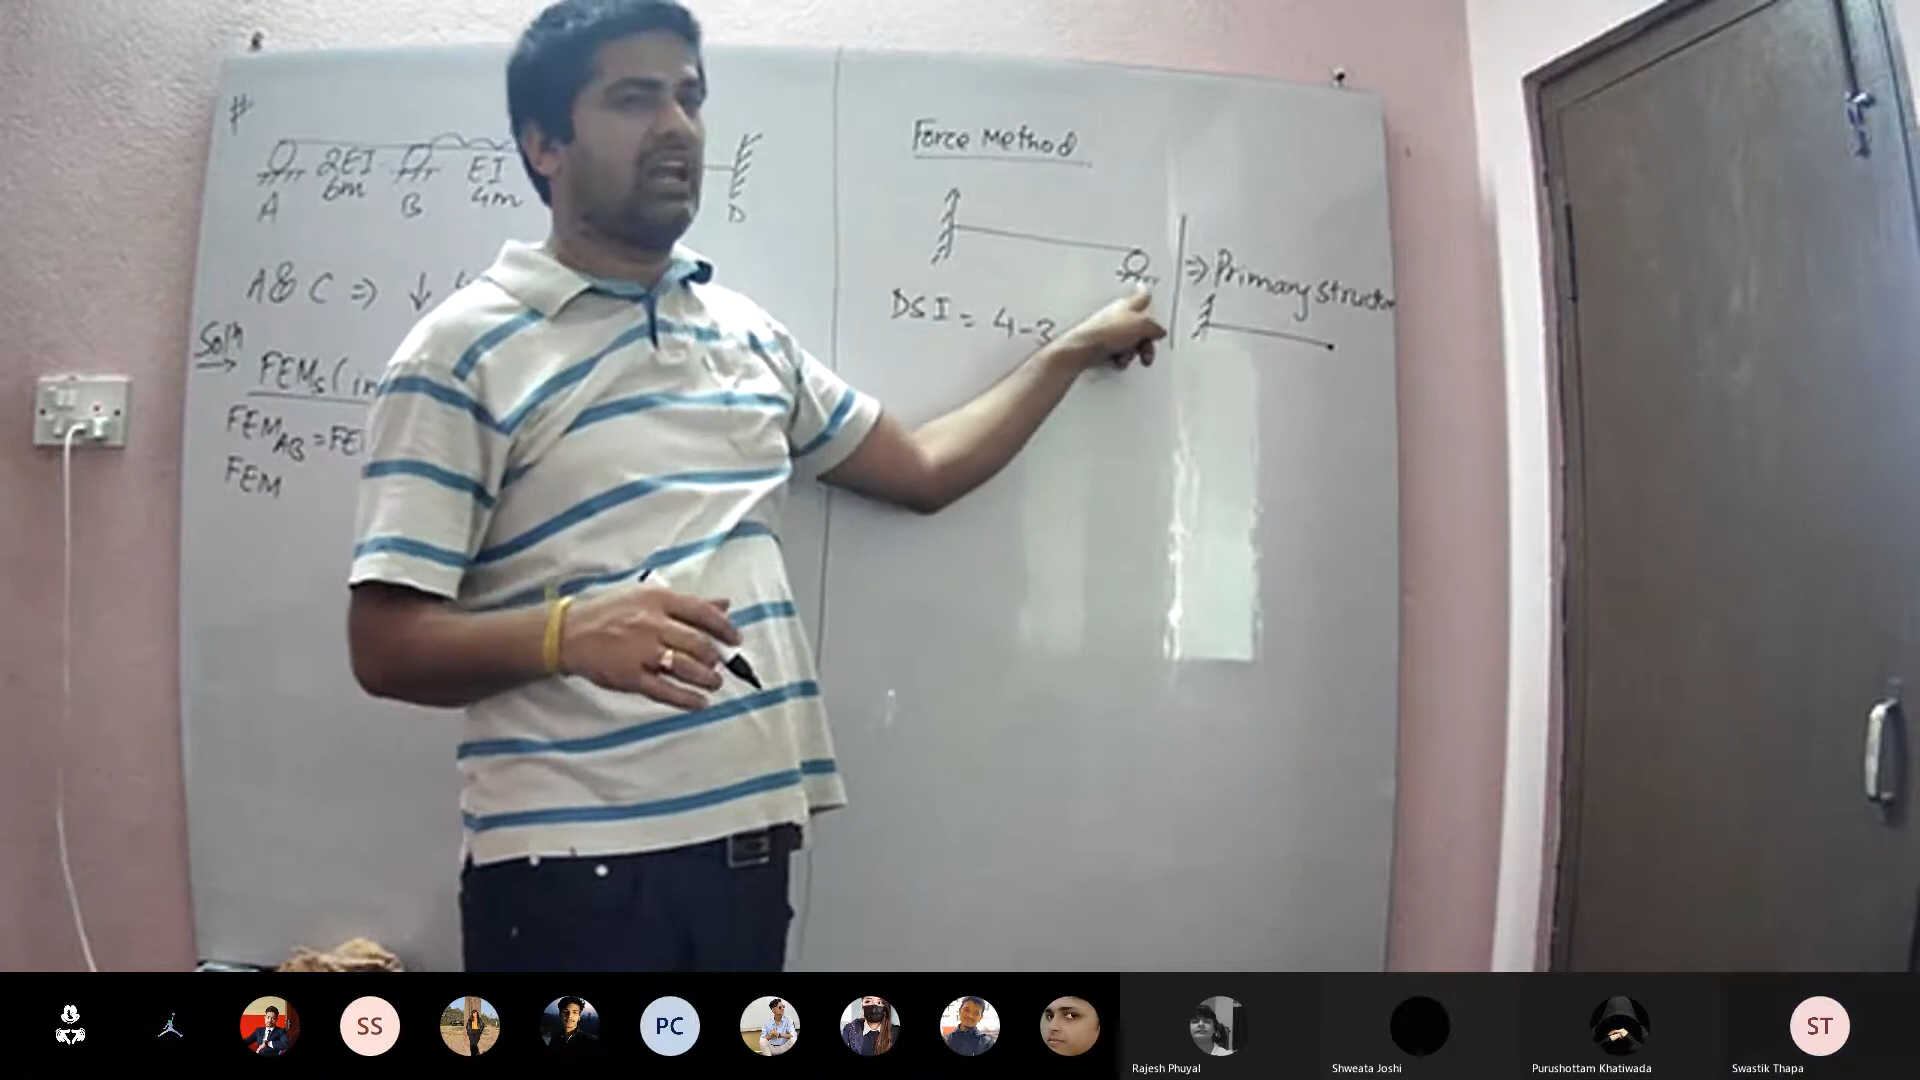 #
2EI EI
6m 4m
A B D
A & C => ↓
Solⁿ
FEMs (in
FEM_AB = FE
FEM
Force Method
DSI = 4-3
=> Primary Structu
SS
PC
ST
Rajesh Phuyal
Shweata Joshi
Purushottam Khatiwada
Swastik Thapa